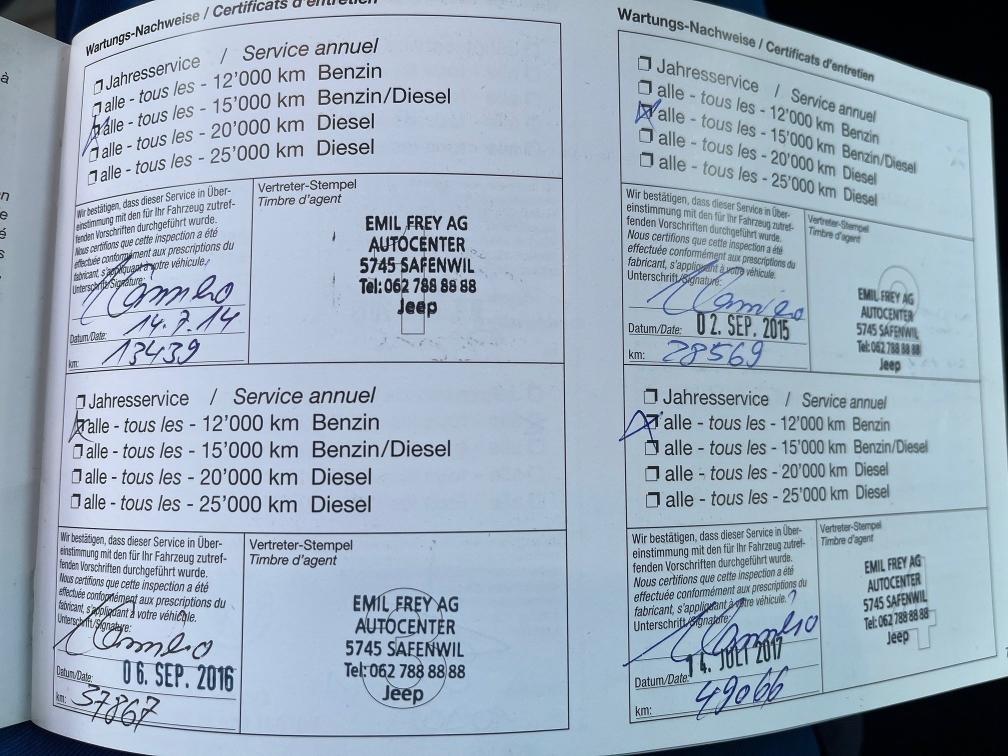 Wartungs-Nachweise / Certificats d'entretien
Jahresservice / Service annuel
alle - tous les - 12'000 km Benzin
alle - tous les - 15'000 km Benzin/Diesel
alle - tous les - 20'000 km Diesel
alle - tous les - 25'000 km Diesel
Wir bestätigen, dass dieser Service in Über-
einstimmung mit den für Ihr Fahrzeug zutref-
fenden Vorschriften durchgeführt wurde.
Nous certifions que cette inspection a été
effectuée conformément aux prescriptions du
fabricant, s'appliquant à votre véhicule.
Unterschrift/Signature:
Datum/Date: 14.7.14
km: 13439
Vertreter-Stempel
Timbre d'agent
EMIL FREY AG
AUTOCENTER
5745 SAFENWIL
Tel: 062 788 88 88
Jeep
Jahresservice / Service annuel
alle - tous les - 12'000 km Benzin
alle - tous les - 15'000 km Benzin/Diesel
alle - tous les - 20'000 km Diesel
alle - tous les - 25'000 km Diesel
Wir bestätigen, dass dieser Service in Über-
einstimmung mit den für Ihr Fahrzeug zutref-
fenden Vorschriften durchgeführt wurde.
Nous certifions que cette inspection a été
effectuée conformément aux prescriptions du
fabricant, s'appliquant à votre véhicule.
Unterschrift/Signature:
Datum/Date: 06. SEP. 2016
km: 37867
Vertreter-Stempel
Timbre d'agent
EMIL FREY AG
AUTOCENTER
5745 SAFENWIL
Tel: 062 788 88 88
Jeep
Wartungs-Nachweise / Certificats d'entretien
Jahresservice / Service annuel
alle - tous les - 12'000 km Benzin
alle - tous les - 15'000 km Benzin/Diesel
alle - tous les - 20'000 km Diesel
alle - tous les - 25'000 km Diesel
Wir bestätigen, dass dieser Service in Über-
einstimmung mit den für Ihr Fahrzeug zutref-
fenden Vorschriften durchgeführt wurde.
Nous certifions que cette inspection a été
effectuée conformément aux prescriptions du
fabricant, s'appliquant à votre véhicule.
Unterschrift/Signature:
Datum/Date: 02. SEP. 2015
km: 28569
Vertreter-Stempel
Timbre d'agent
EMIL FREY AG
AUTOCENTER
5745 SAFENWIL
Tel: 062 788 88 88
Jeep
Jahresservice / Service annuel
alle - tous les - 12'000 km Benzin
alle - tous les - 15'000 km Benzin/Diesel
alle - tous les - 20'000 km Diesel
alle - tous les - 25'000 km Diesel
Wir bestätigen, dass dieser Service in Über-
einstimmung mit den für Ihr Fahrzeug zutref-
fenden Vorschriften durchgeführt wurde.
Nous certifions que cette inspection a été
effectuée conformément aux prescriptions du
fabricant, s'appliquant à votre véhicule.
Unterschrift/Signature:
14. JULI 2017
Datum/Date:
km: 49066
Vertreter-Stempel
Timbre d'agent
EMIL FREY AG
AUTOCENTER
5745 SAFENWIL
Tel: 062 788 88 88
Jeep